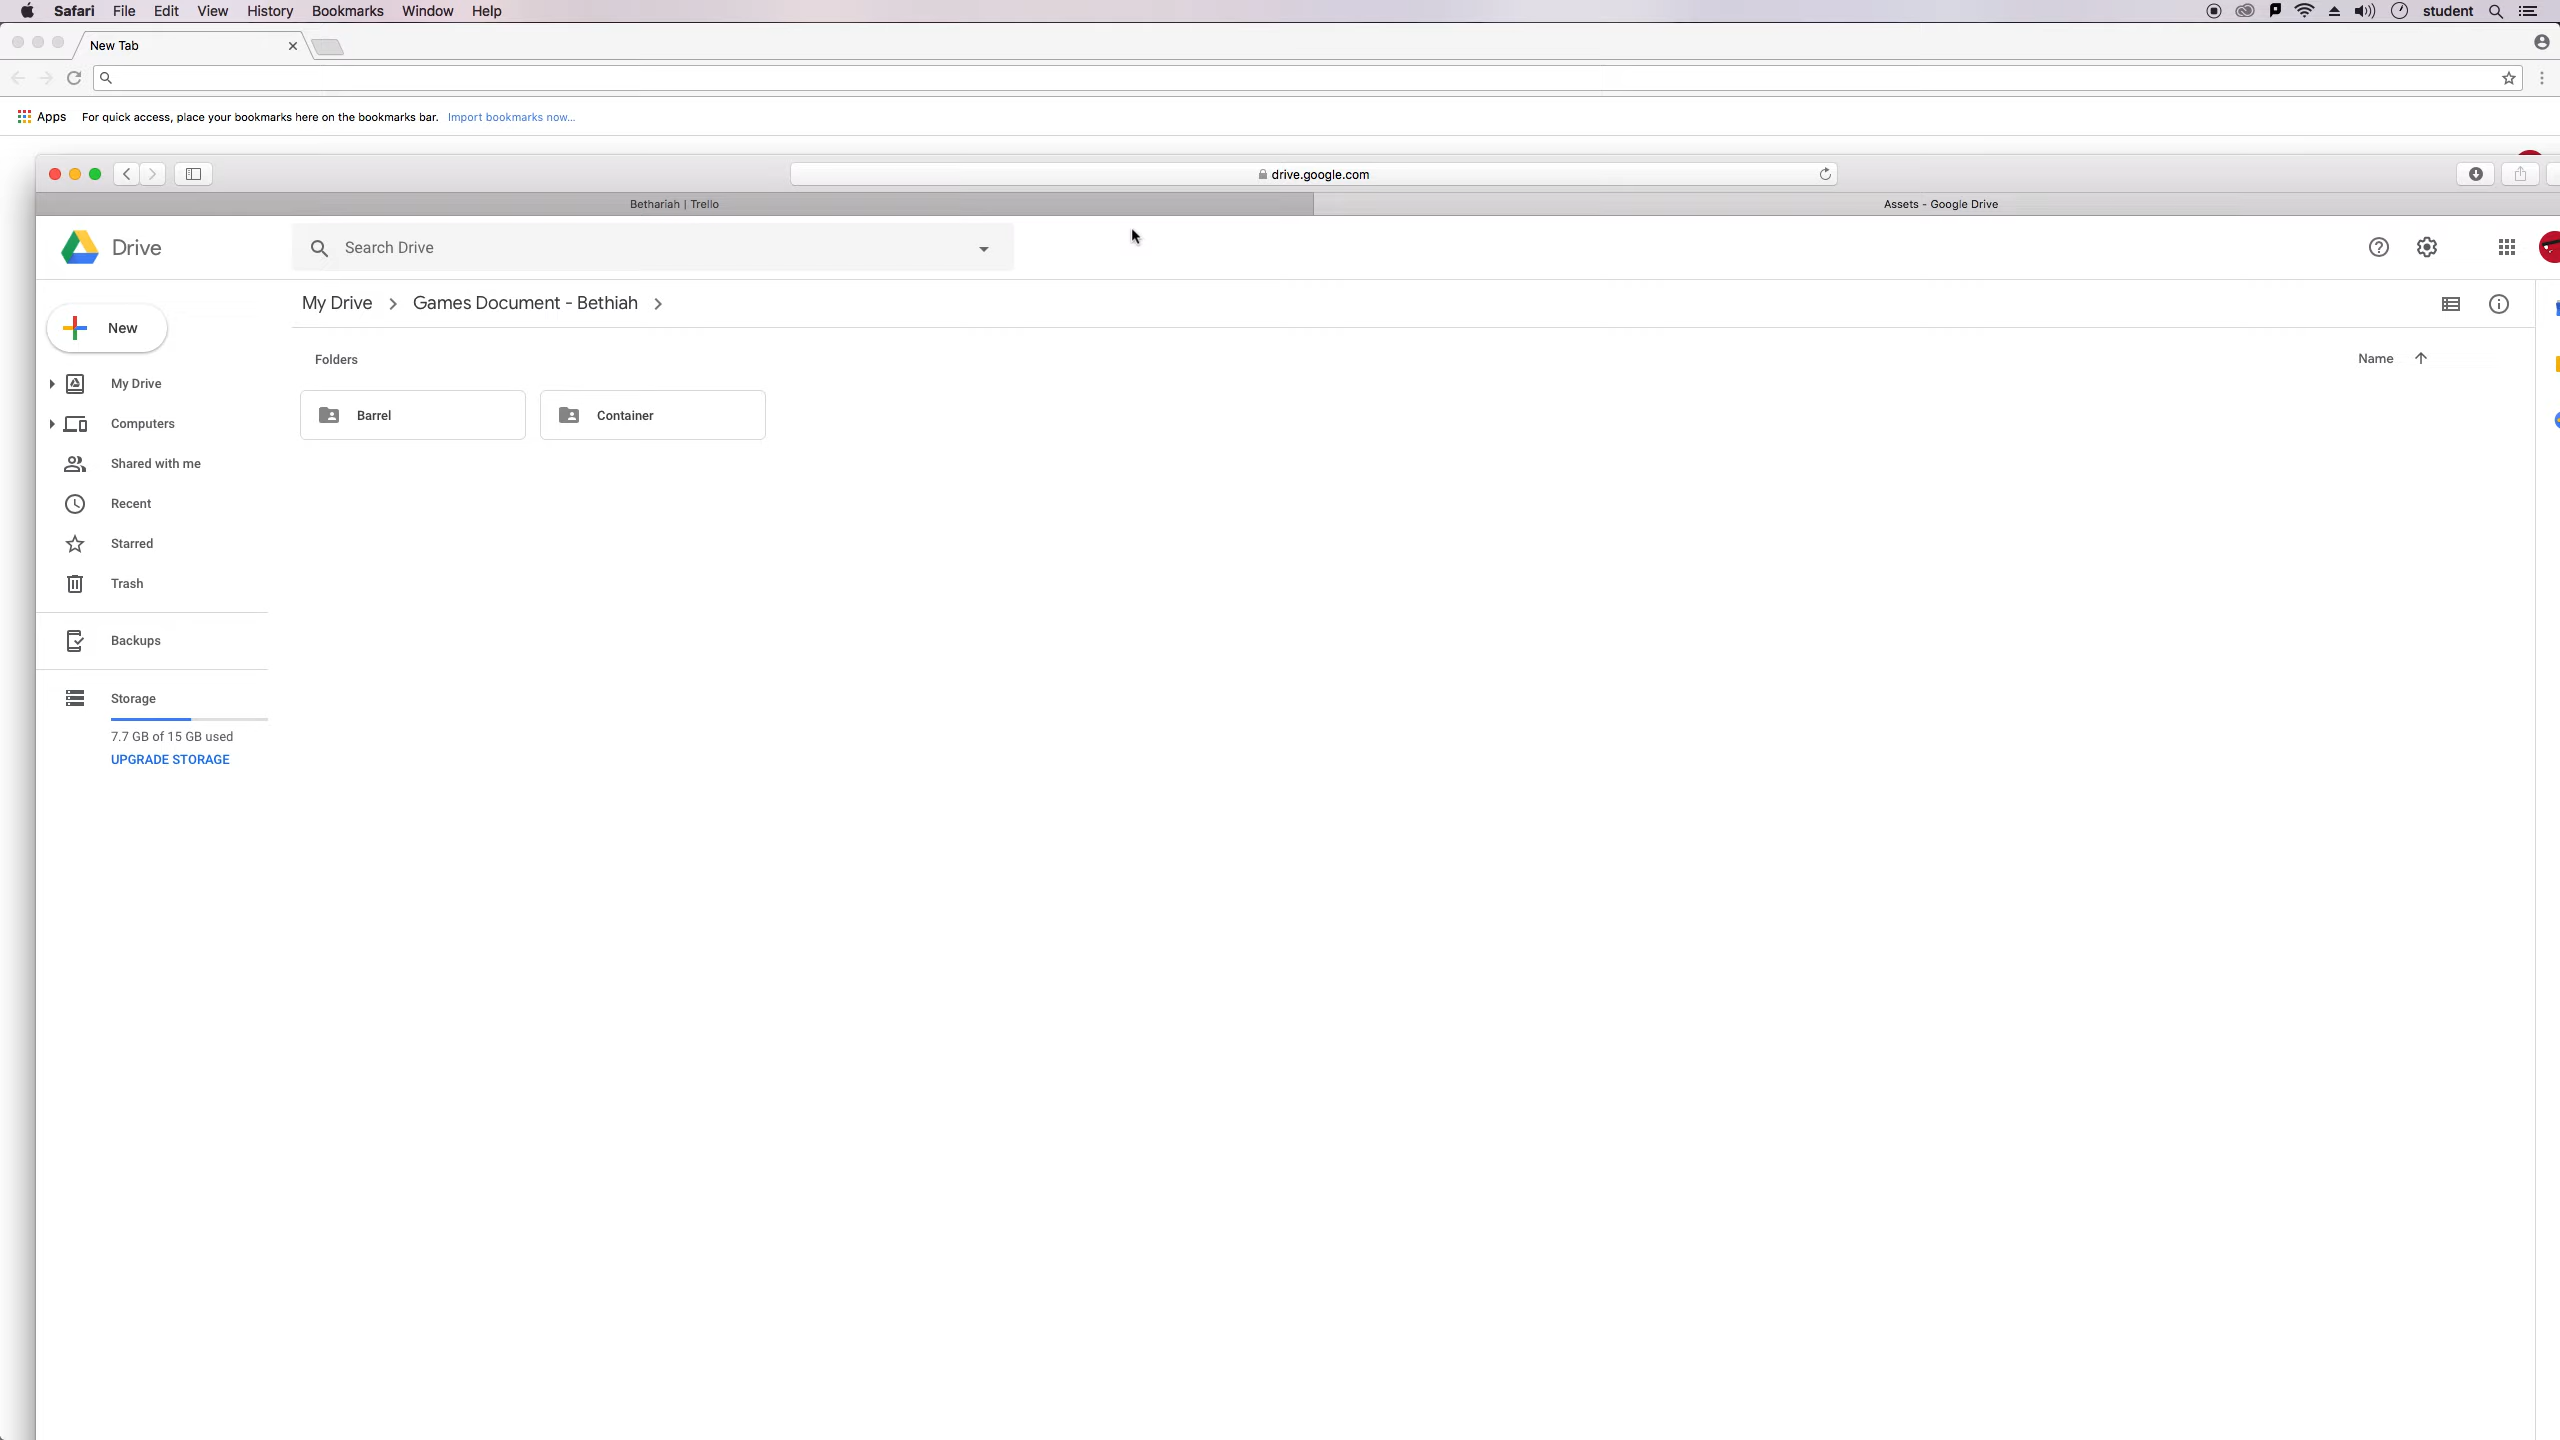 Safari File Edit View History Bookmarks Window Help student
New Tab
Apps For quick access, place your bookmarks here on the bookmarks bar. Import bookmarks now...
drive.google.com
Bethariah | Trello Assets - Google Drive
Drive Search Drive
My Drive Games Document - Bethiah
New
Folders Name
Barrel Container
My Drive
Computers
Shared with me
Recent
Starred
Trash
Backups
Storage
7.7 GB of 15 GB used
UPGRADE STORAGE